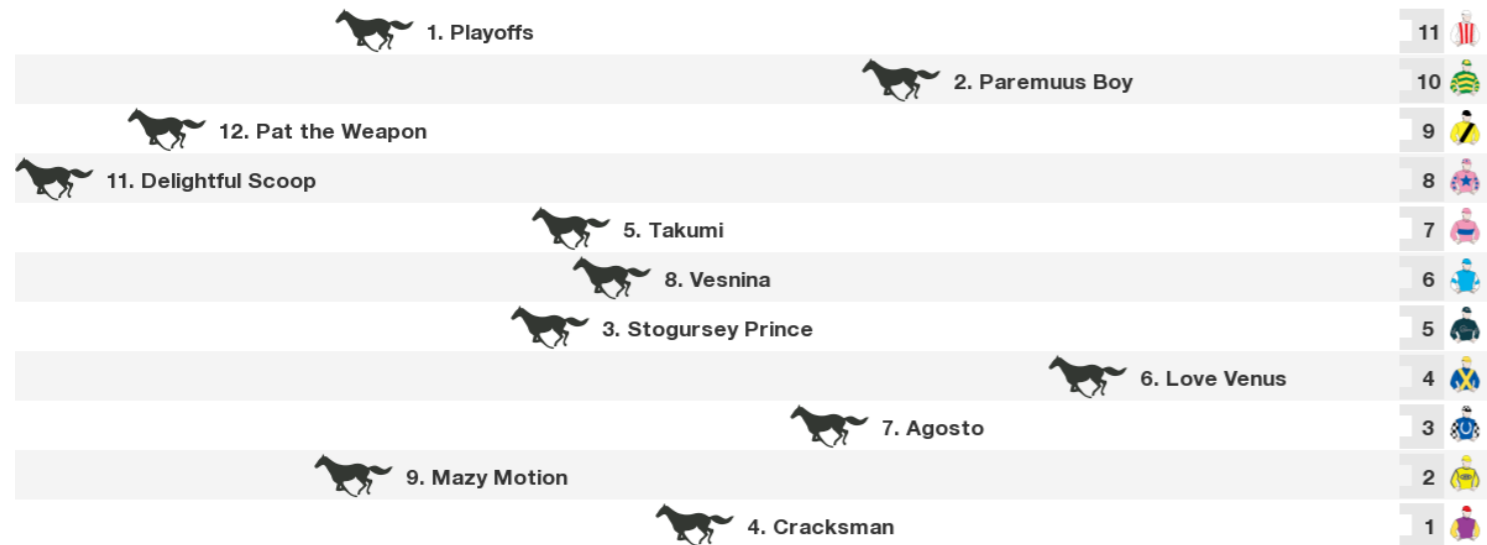 1. Playoffs 11
2. Paremuus Boy 10
12. Pat the Weapon 9
11. Delightful Scoop 8
5. Takumi 7
8. Vesnina 6
3. Stogursey Prince 5
6. Love Venus 4
7. Agosto 3
9. Mazy Motion 2
4. Cracksman 1